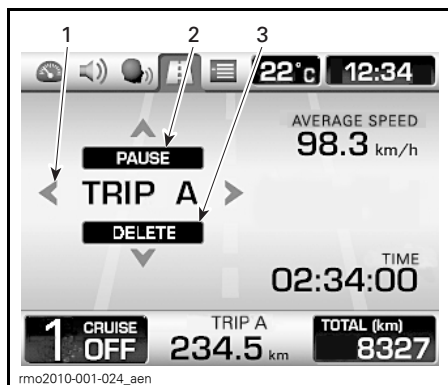 1 2 3
22°c 12:34
AVERAGE SPEED
98.3 km/h
PAUSE
TRIP A
DELETE
TIME
02:34:00
1 CRUISE OFF
TRIP A
234.5 km
TOTAL (km)
8327
rmo2010-001-024_aen